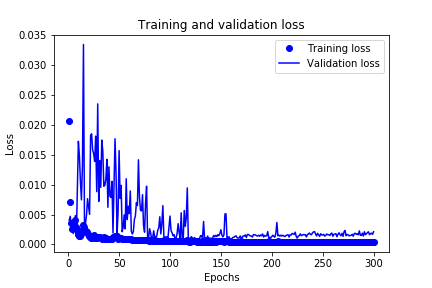 Training and validation loss
Training loss
Validation loss
0.035
0.030
0.025
0.020
0.015
0.010
0.005
0.000
Loss
0 50 100 150 200 250 300
Epochs